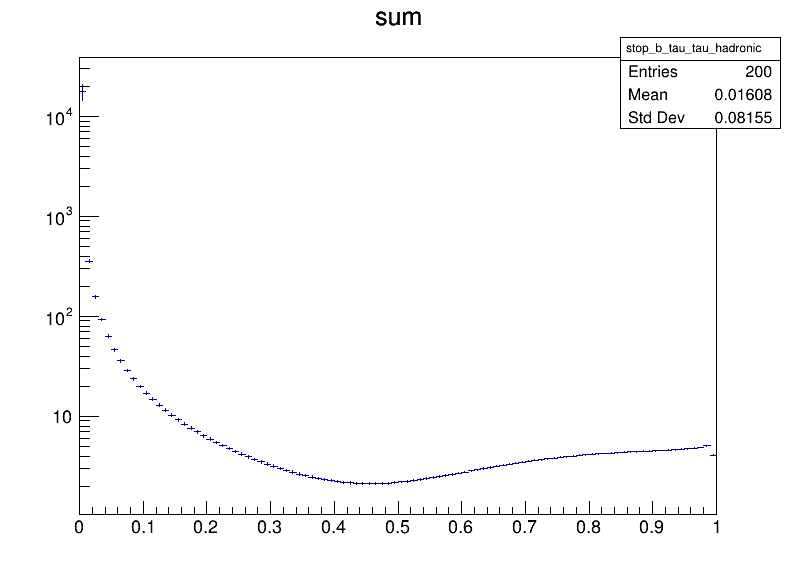 sum
stop_b_tau_tau_hadronic
Entries 200
Mean 0.01608
Std Dev 0.08155
10^4
10^3
10^2
10
0 0.1 0.2 0.3 0.4 0.5 0.6 0.7 0.8 0.9 1